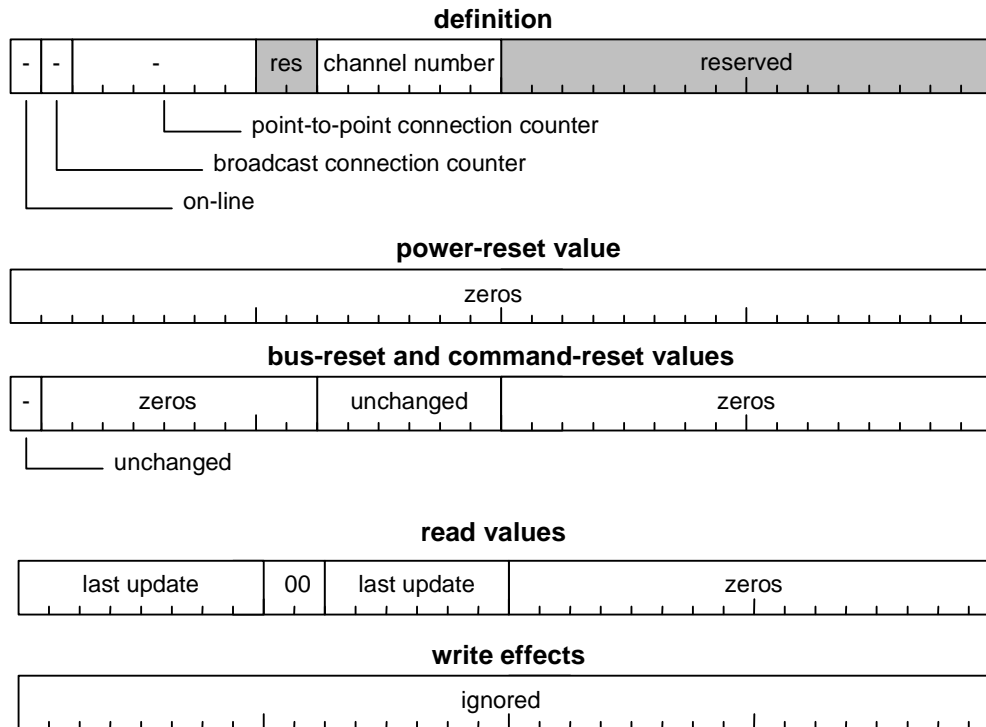 definition
- - - res channel number reserved
point-to-point connection counter
broadcast connection counter
on-line
power-reset value
zeros
bus-reset and command-reset values
- zeros unchanged zeros
unchanged
read values
last update 00 last update zeros
write effects
ignored